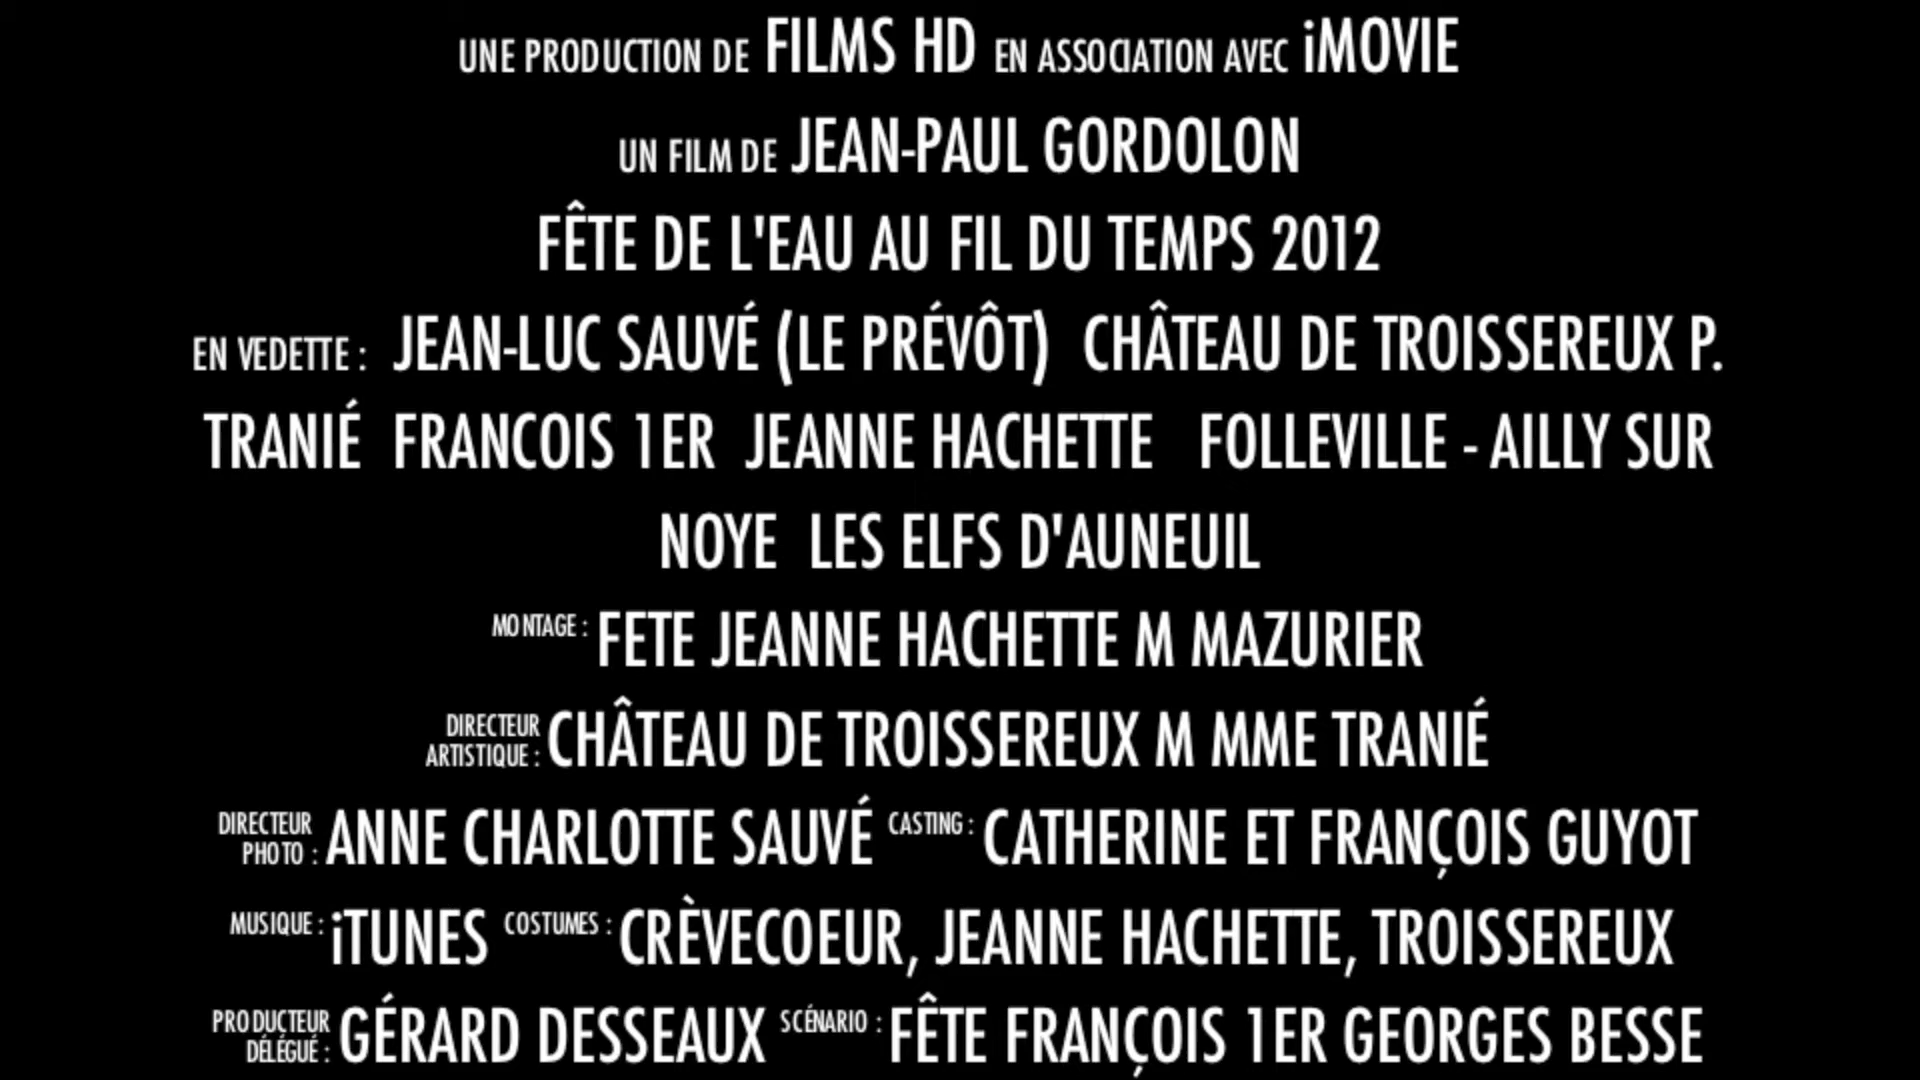 UNE PRODUCTION DE FILMS HD EN ASSOCIATION AVEC iMOVIE
UN FILM DE JEAN-PAUL GORDOLON
FÊTE DE L'EAU AU FIL DU TEMPS 2012
EN VEDETTE : JEAN-LUC SAUVÉ (LE PRÉVÔT) CHÂTEAU DE TROISSEREUX P.
TRANIÉ FRANCOIS 1ER JEANNE HACHETTE FOLLEVILLE - AILLY SUR
NOYE LES ELFS D'AUNEUIL
MONTAGE : FETE JEANNE HACHETTE M MAZURIER
DIRECTEUR ARTISTIQUE : CHÂTEAU DE TROISSEREUX M MME TRANIÉ
DIRECTEUR PHOTO : ANNE CHARLOTTE SAUVÉ CASTING : CATHERINE ET FRANÇOIS GUYOT
MUSIQUE : iTUNES COSTUMES : CRÈVECOEUR, JEANNE HACHETTE, TROISSEREUX
PRODUCTEUR DÉLÉGUÉ : GÉRARD DESSEAUX SCÉNARIO : FÊTE FRANÇOIS 1ER GEORGES BESSE